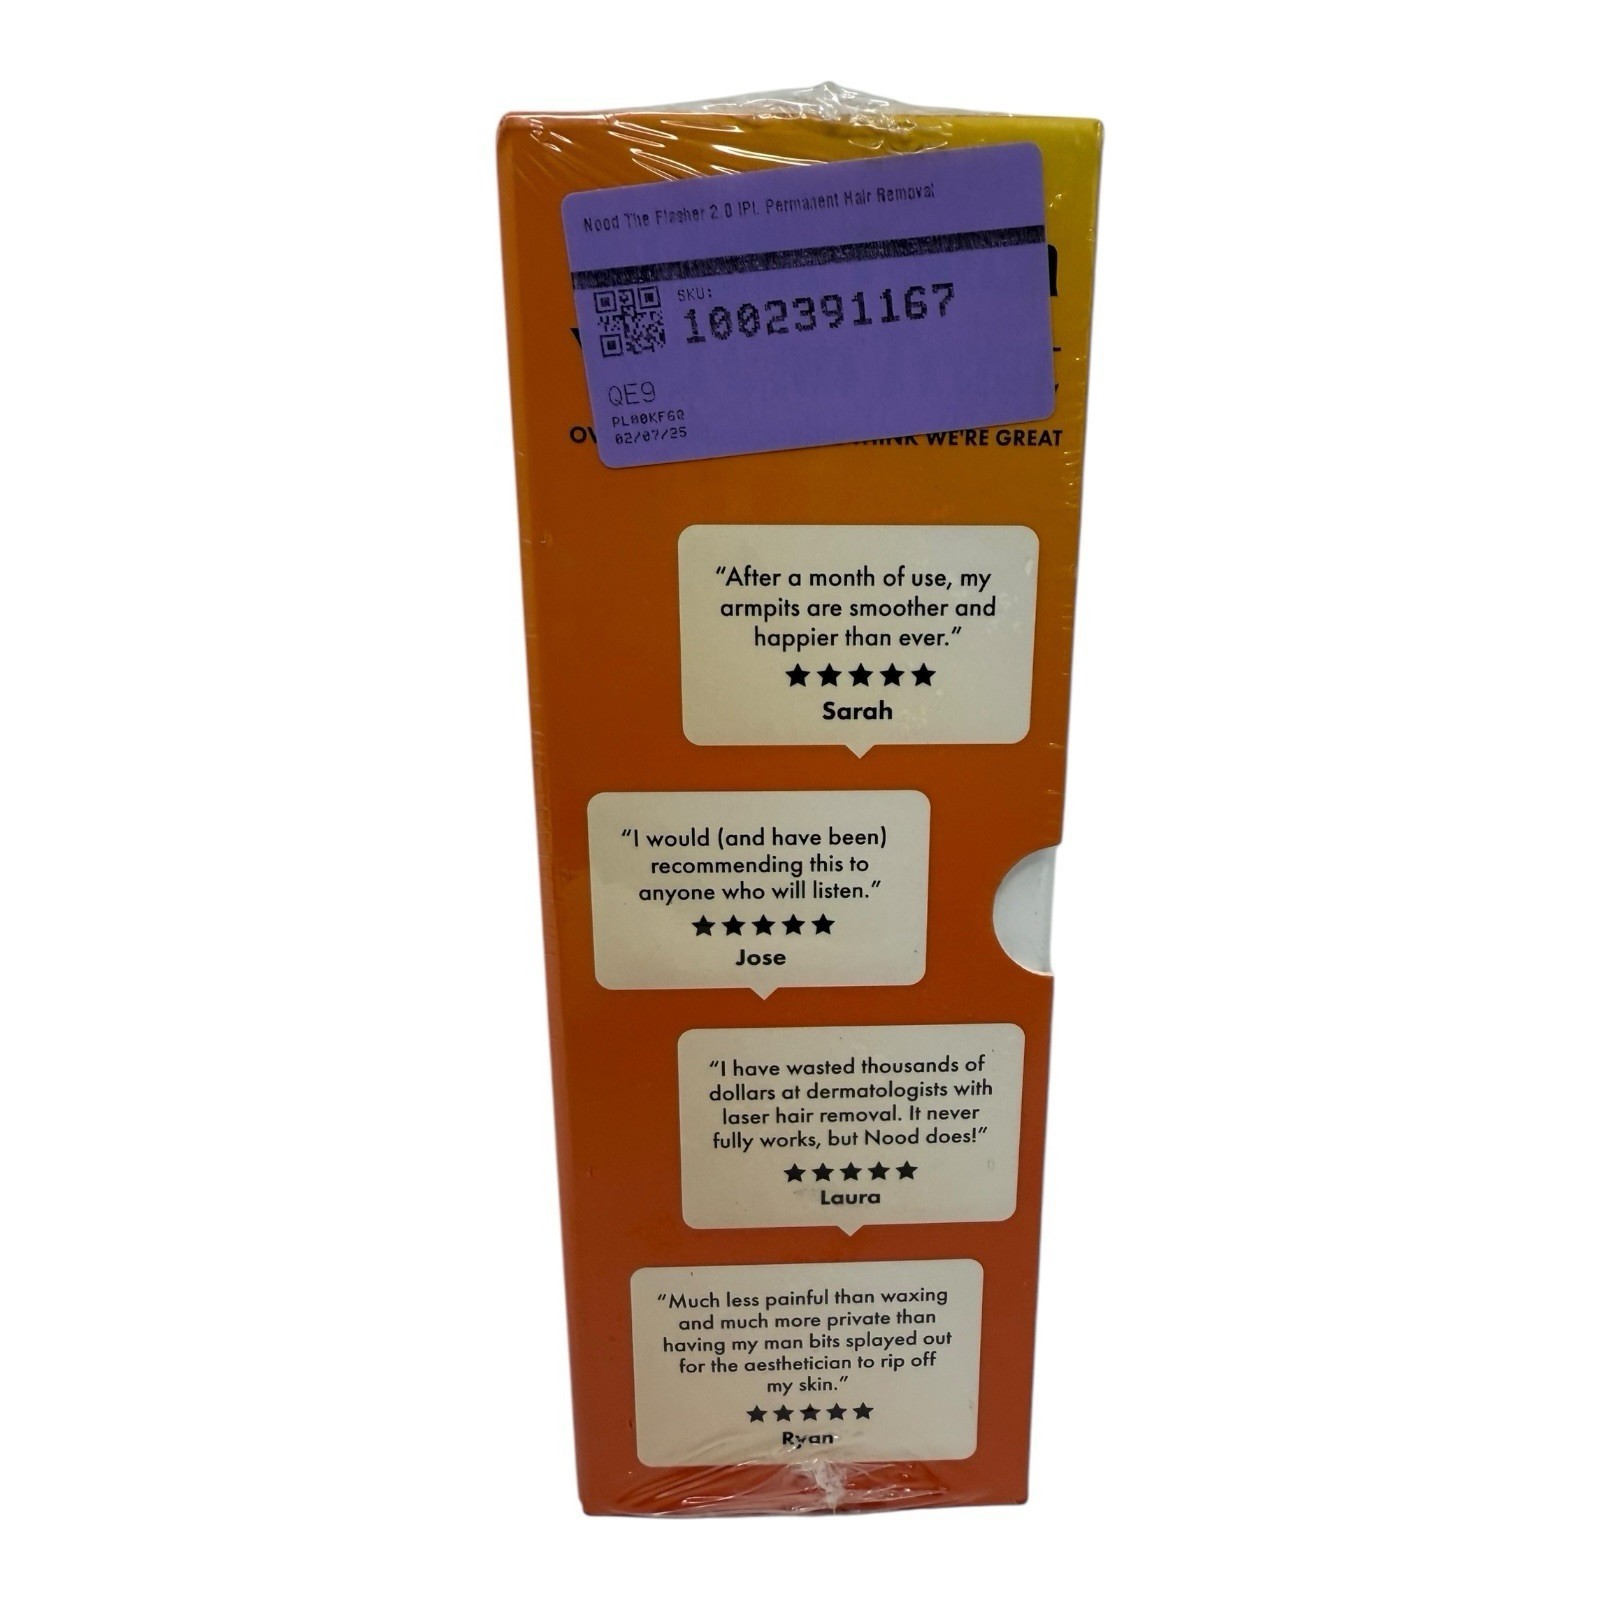 Nood The Flasher 2.0 IPL Permanent Hair Removal
SKU:
1002391167
QE9
PL80KF6Q
02/07/25
WE'RE GREAT
“After a month of use, my
armpits are smoother and
happier than ever.”
★★★★★
Sarah
“I would (and have been)
recommending this to
anyone who will listen.”
★★★★★
Jose
“I have wasted thousands of
dollars at dermatologists with
laser hair removal. It never
fully works, but Nood does!”
★★★★★
Laura
“Much less painful than waxing
and much more private than
having my man bits splayed out
for the aesthetician to rip off
my skin.”
★★★★★
Ryan